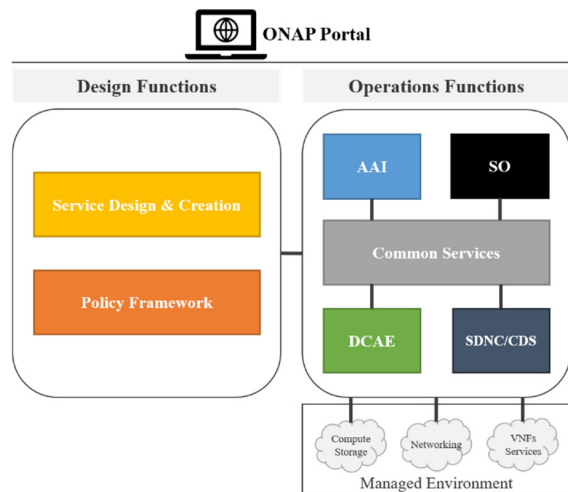 ONAP Portal
Design Functions
Operations Functions
Service Design & Creation
Policy Framework
AAI
SO
Common Services
DCAE
SDNC/CDS
Compute
Storage
Networking
VNFs
Services
Managed Environment